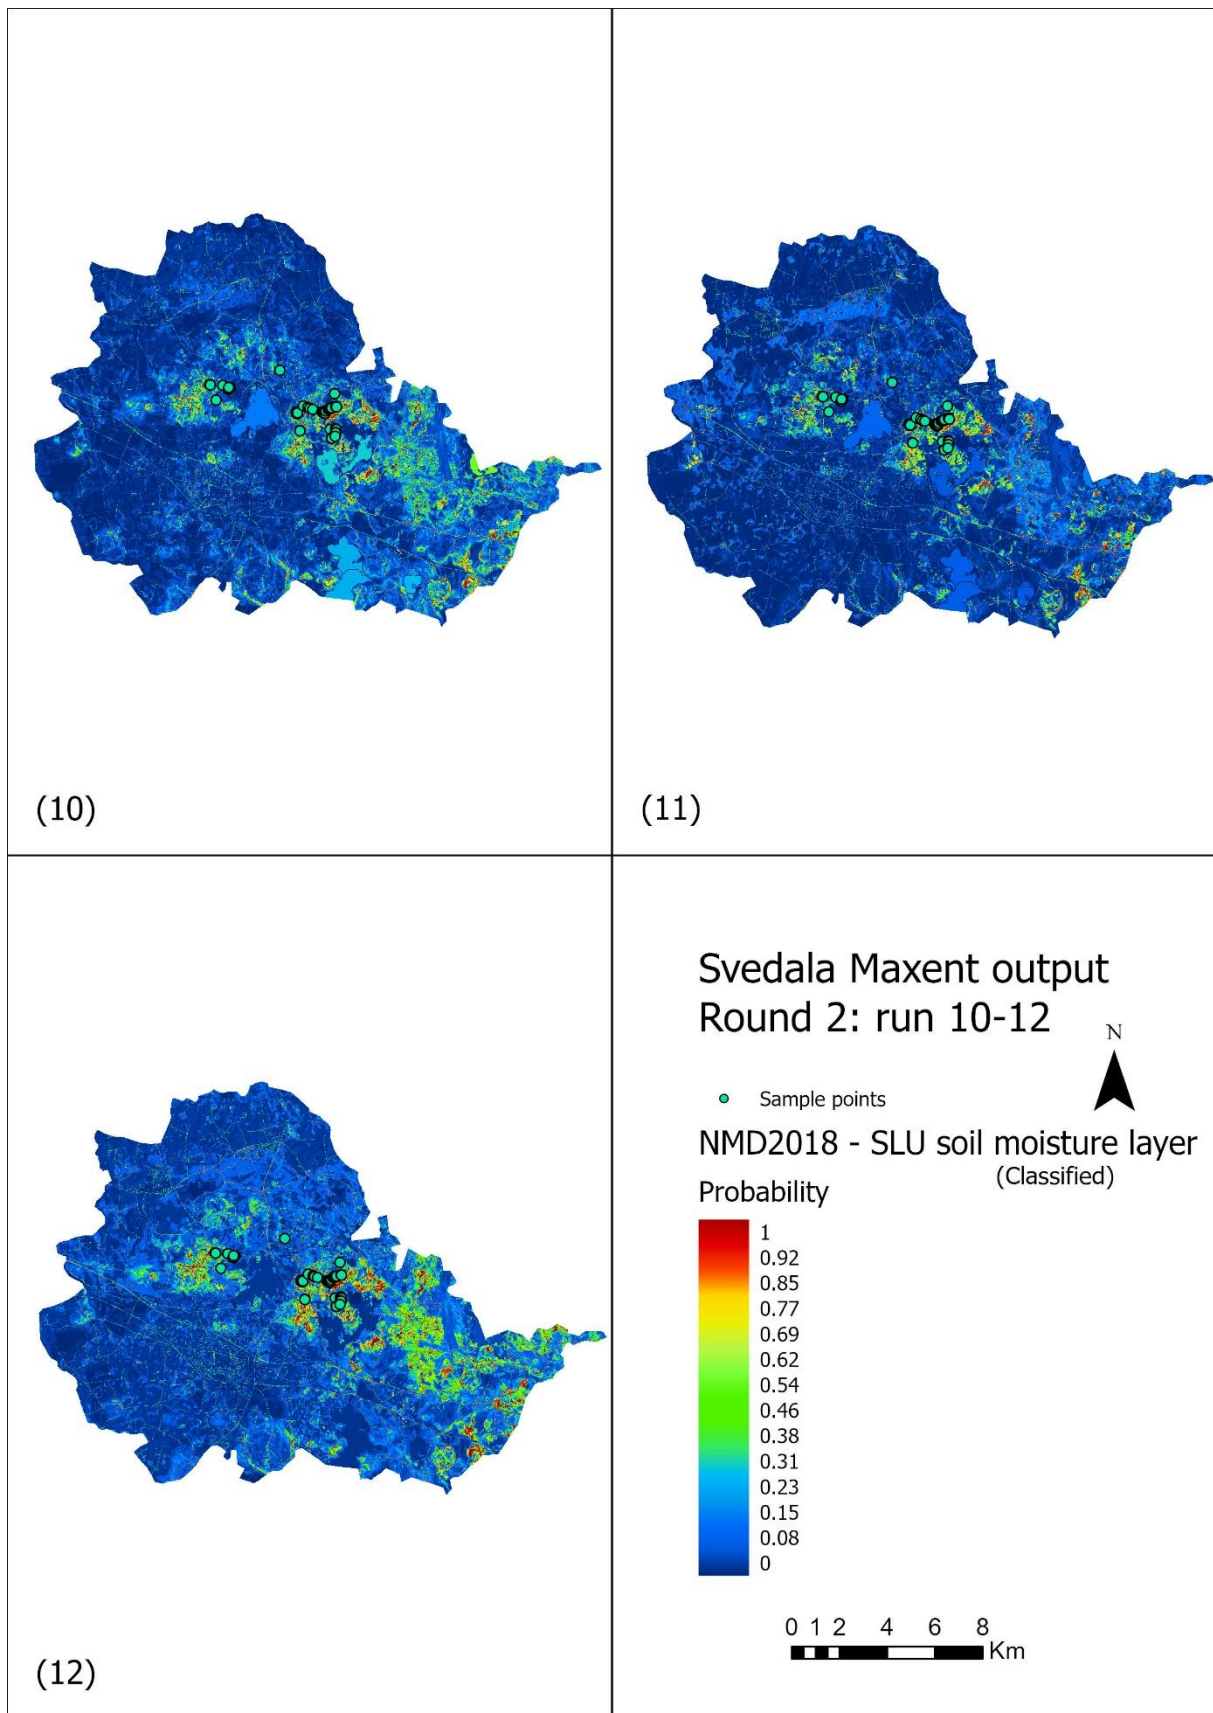 (10)
(11)
(12)
Svedala Maxent output
Round 2: run 10-12
N
Sample points
NMD2018 - SLU soil moisture layer
(Classified)
Probability
1
0.92
0.85
0.77
0.69
0.62
0.54
0.46
0.38
0.31
0.23
0.15
0.08
0
0 1 2 4 6 8
Km